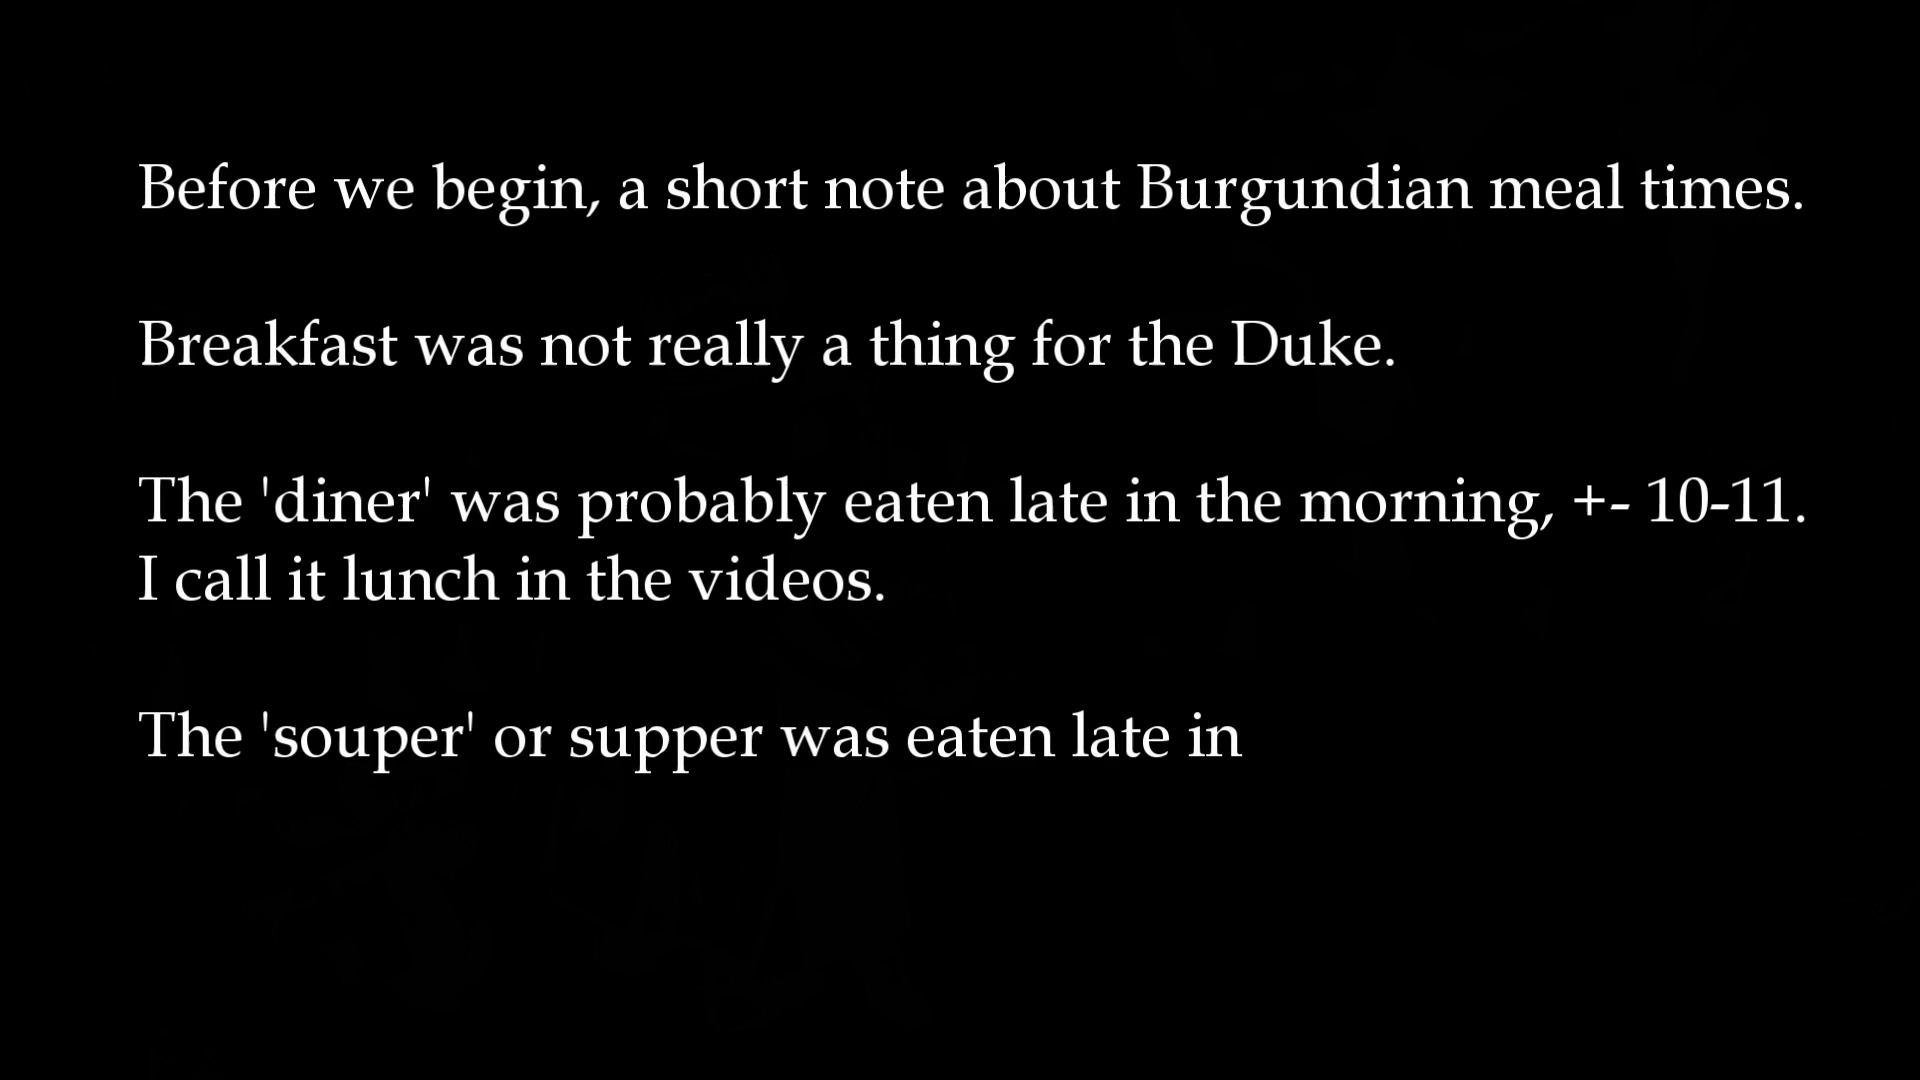 Before we begin, a short note about Burgundian meal times.
Breakfast was not really a thing for the Duke.
The 'diner' was probably eaten late in the morning, +- 10-11.
I call it lunch in the videos.
The 'souper' or supper was eaten late in